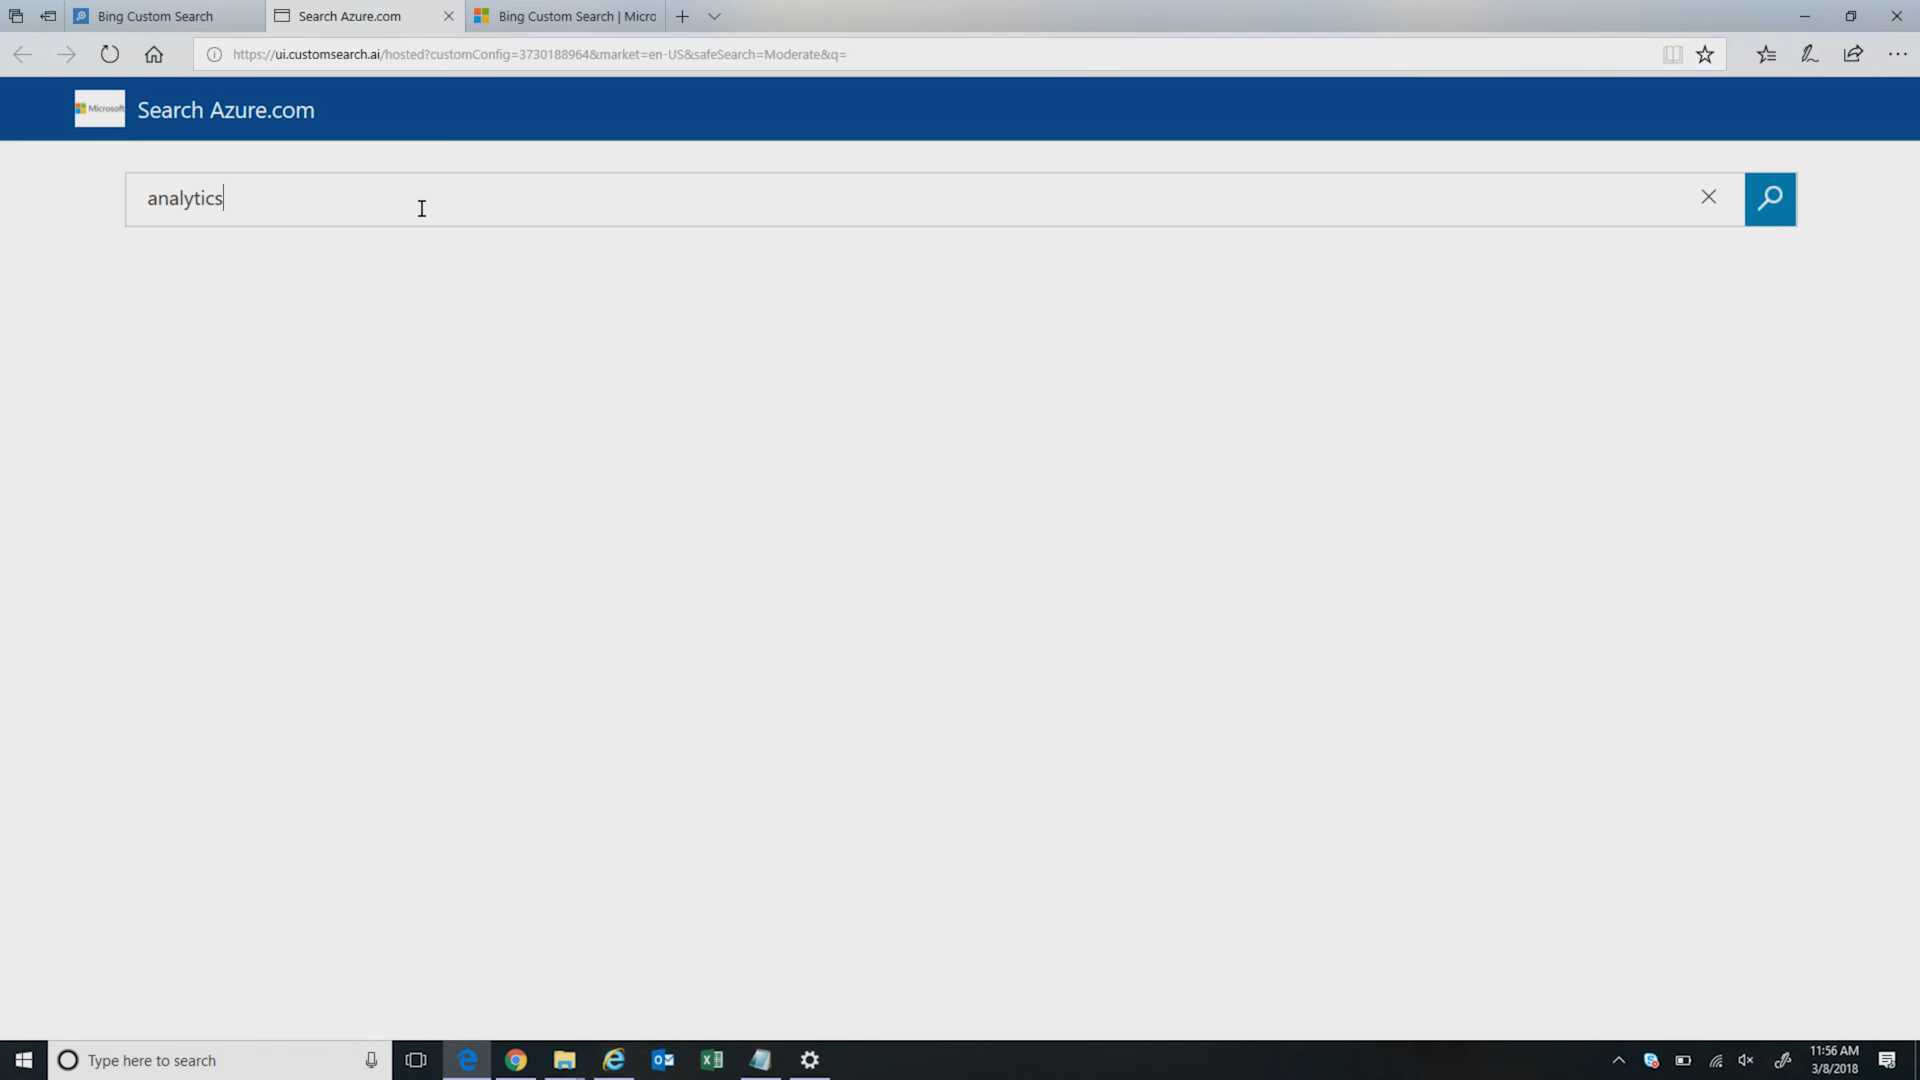 Bing Custom Search
Search Azure.com
Bing Custom Search | Micro
https://ui.customsearch.ai/hosted?customConfig=3730188964&market=en-US&safeSearch=Moderate&q=
Microsoft
Search Azure.com
analytics
Type here to search
11:56 AM
3/8/2018